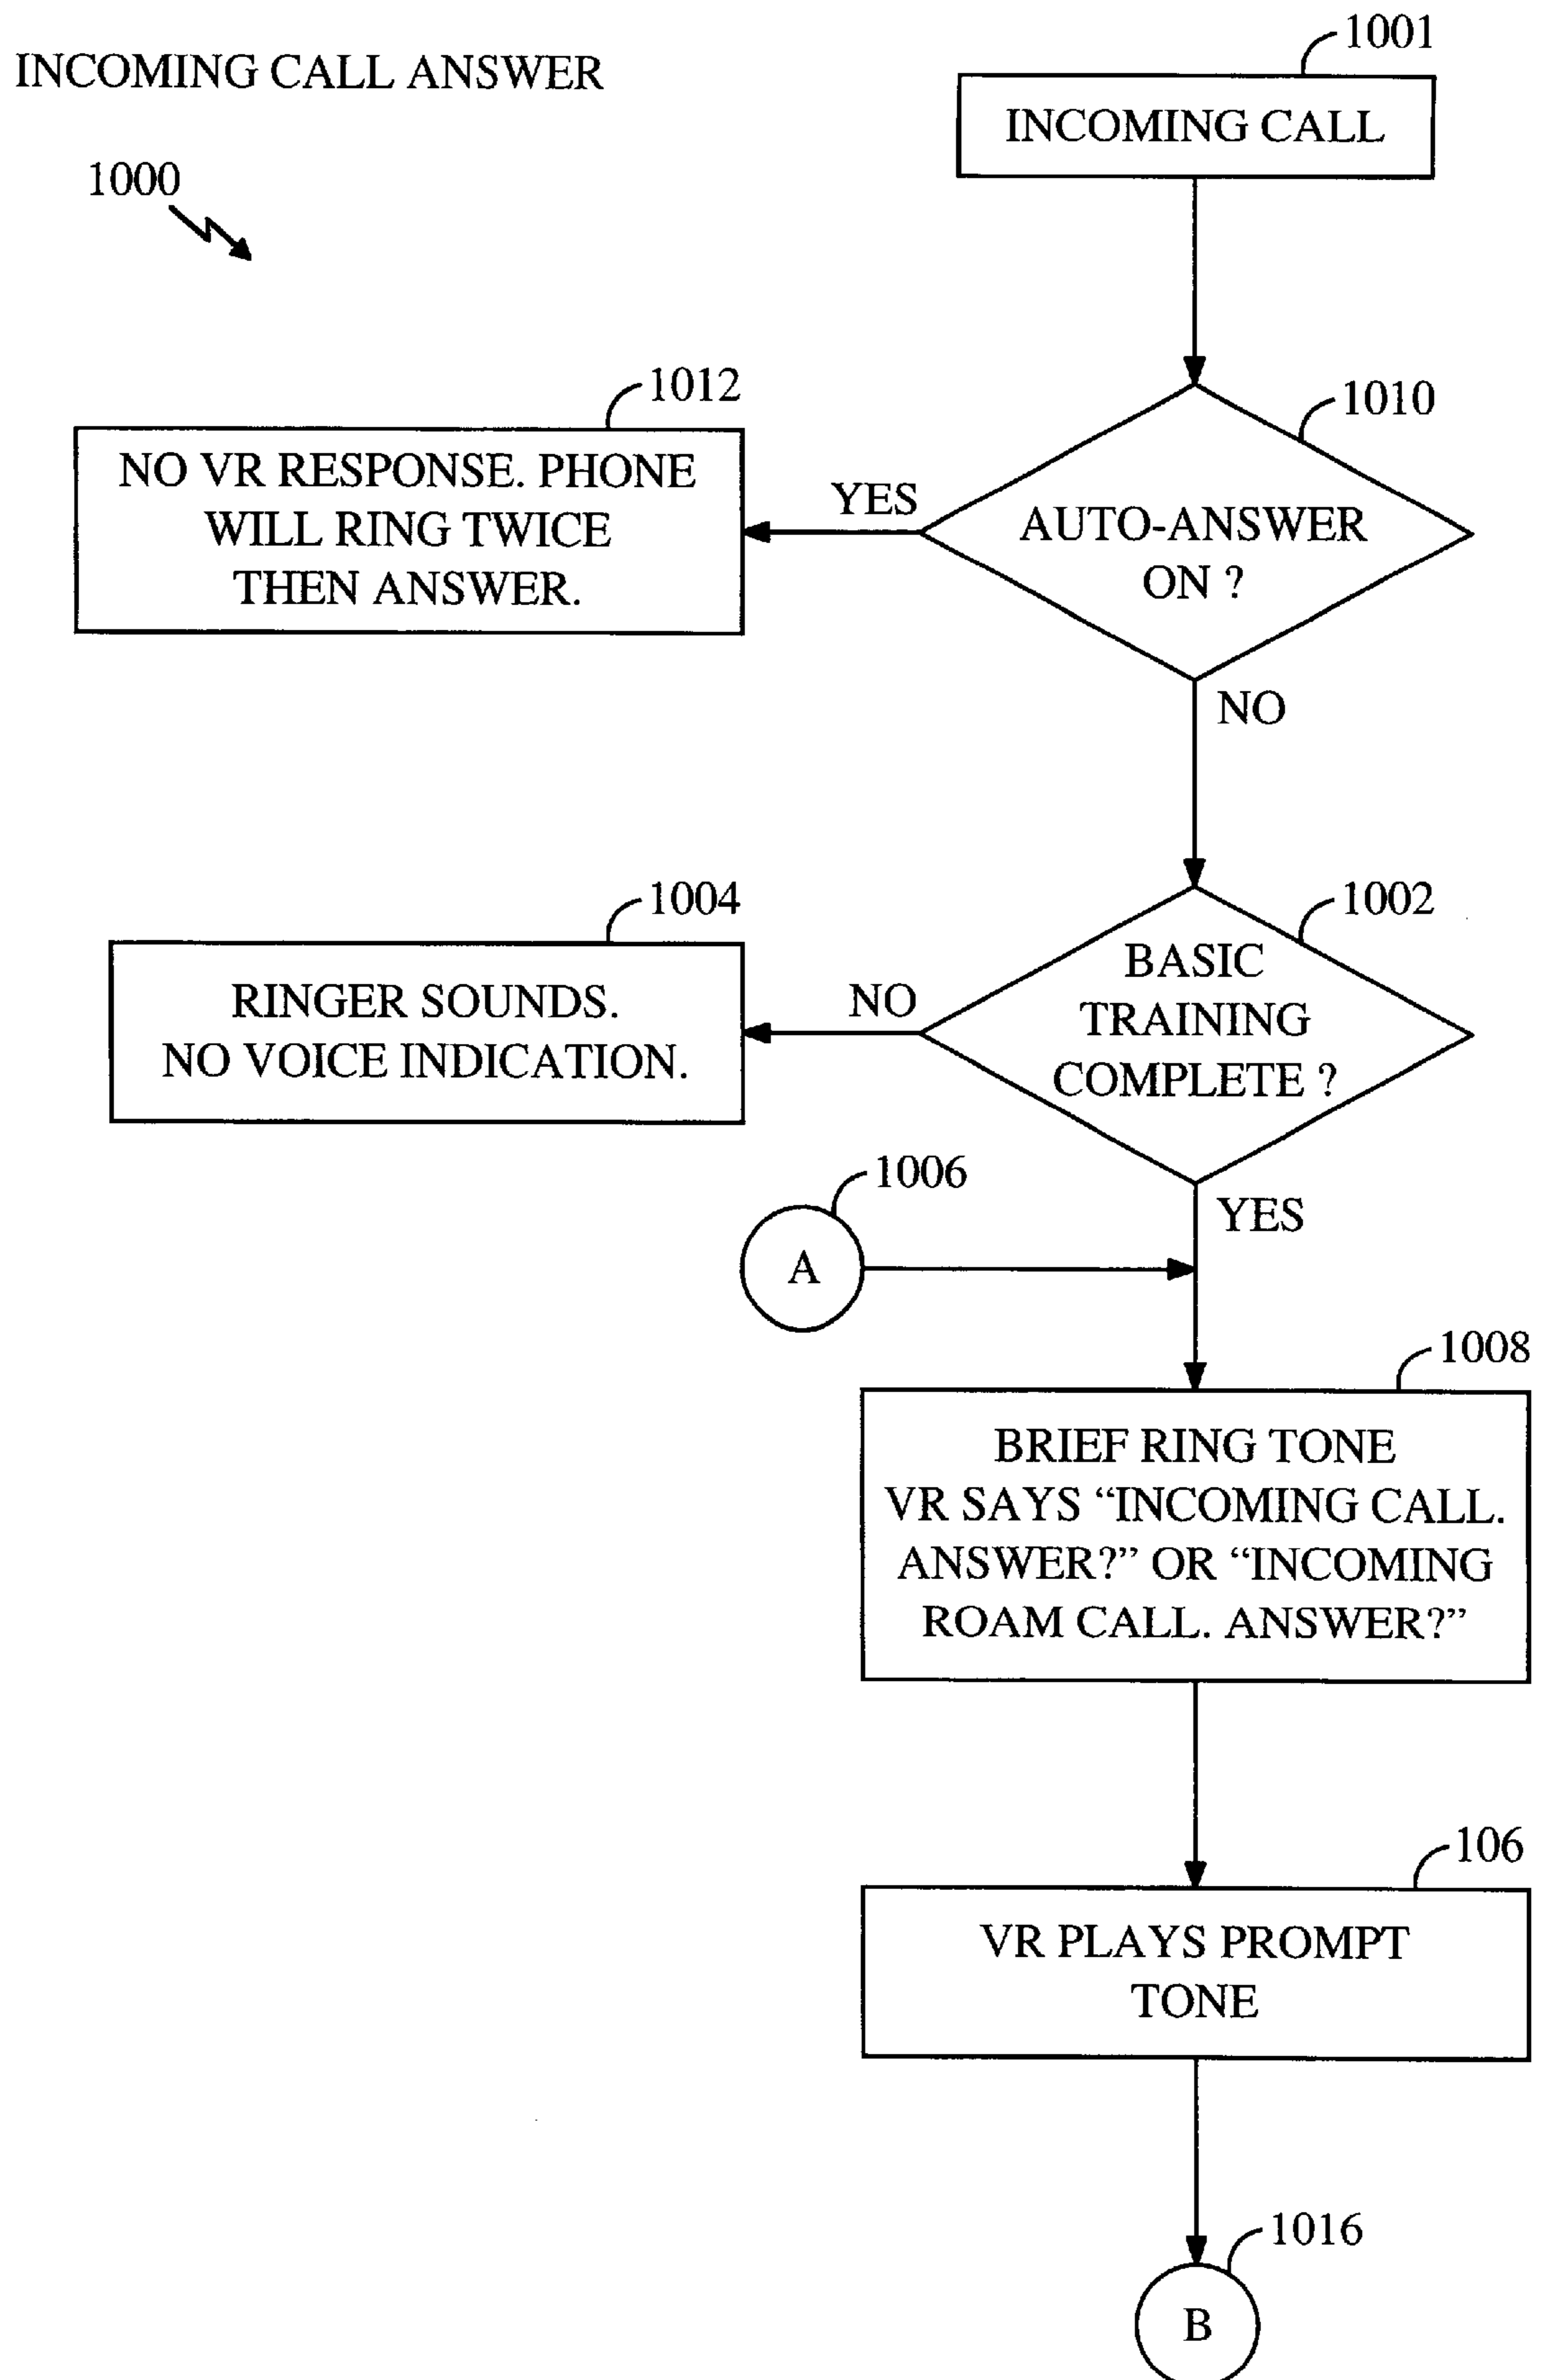 1001
INCOMING CALL ANSWER
INCOMING CALL
1000
1012
1010
NO VR RESPONSE. PHONE
WILL RING TWICE
THEN ANSWER.
YES
AUTO-ANSWER
ON ?
NO
1004
1002
RINGER SOUNDS.
NO VOICE INDICATION.
NO
BASIC
TRAINING
COMPLETE ?
1006
YES
A
1008
BRIEF RING TONE
VR SAYS “INCOMING CALL.
ANSWER?” OR “INCOMING
ROAM CALL. ANSWER?”
106
VR PLAYS PROMPT
TONE
1016
B